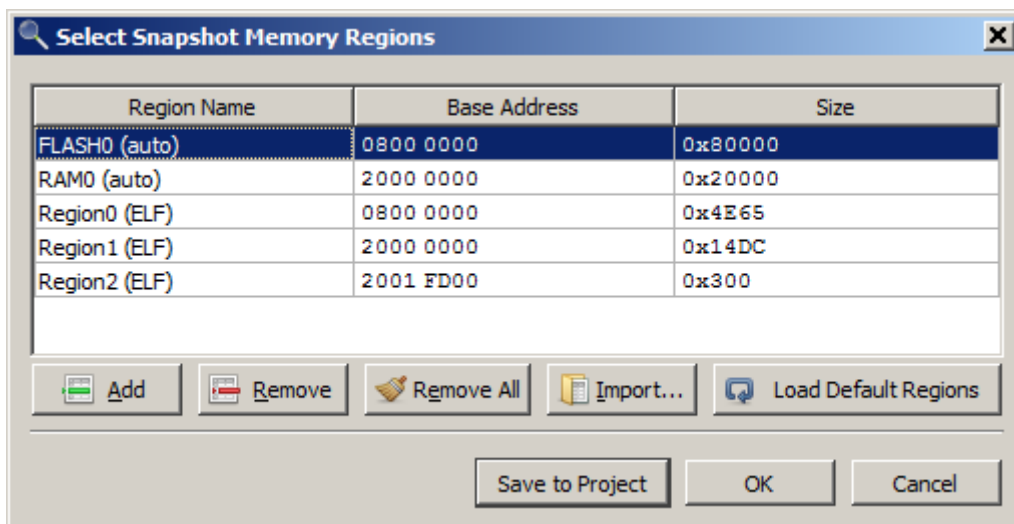 Select Snapshot Memory Regions
Region Name Base Address Size
FLASH0 (auto) 0800 0000 0x80000
RAM0 (auto) 2000 0000 0x20000
Region0 (ELF) 0800 0000 0x4E65
Region1 (ELF) 2000 0000 0x14DC
Region2 (ELF) 2001 FD00 0x300
Add Remove Remove All Import... Load Default Regions
Save to Project OK Cancel